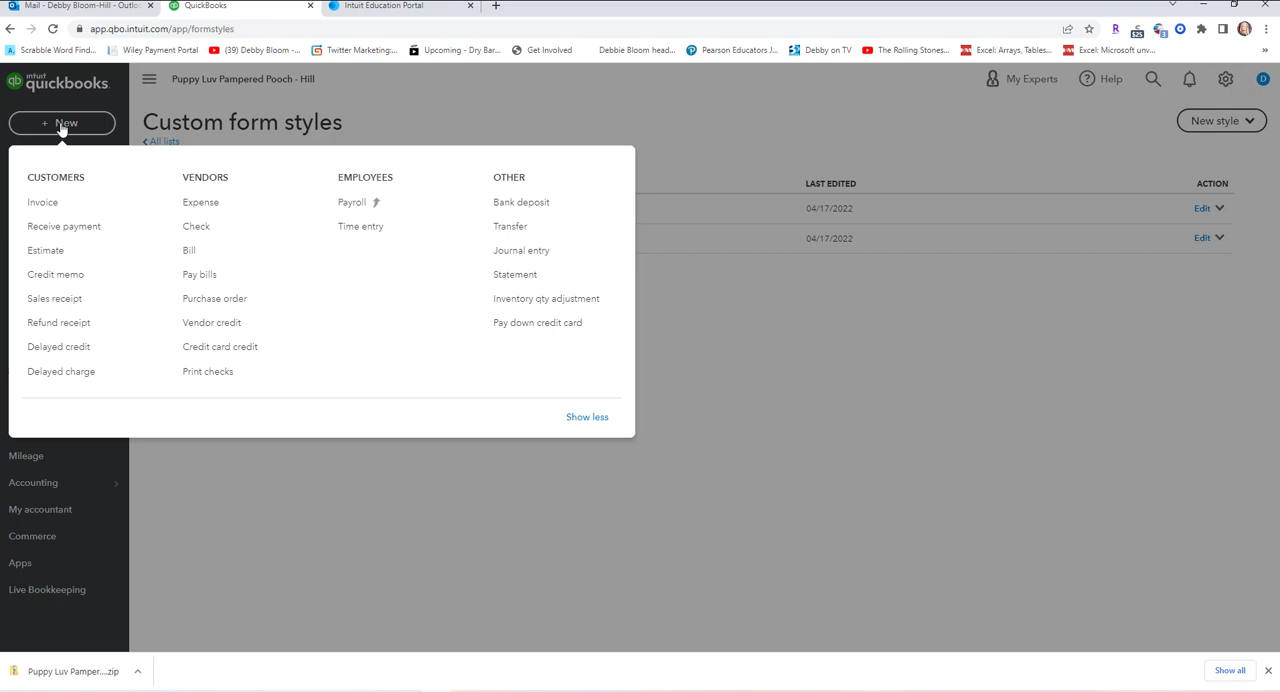 Mail - Debby Bloom-Hill - Outlo
QuickBooks
Intuit Education Portal
app.qbo.intuit.com/app/formstyles
Scrabble Word Find...
Wiley Payment Portal
(39) Debby Bloom -...
Twitter Marketing:...
Upcoming - Dry Bar...
Get Involved
Debbie Bloom head...
Pearson Educators J...
Debby on TV
The Rolling Stones...
Excel: Arrays, Tables...
Excel: Microsoft unv...
intuit quickbooks.
Puppy Luv Pampered Pooch - Hill
My Experts
Help
D
+ New
Custom form styles
All lists
New style
LAST EDITED
ACTION
04/17/2022
Edit
04/17/2022
Edit
CUSTOMERS
Invoice
Receive payment
Estimate
Credit memo
Sales receipt
Refund receipt
Delayed credit
Delayed charge
VENDORS
Expense
Check
Bill
Pay bills
Purchase order
Vendor credit
Credit card credit
Print checks
EMPLOYEES
Payroll
Time entry
OTHER
Bank deposit
Transfer
Journal entry
Statement
Inventory qty adjustment
Pay down credit card
Show less
Mileage
Accounting
My accountant
Commerce
Apps
Live Bookkeeping
Puppy Luv Pamper....zip
Show all